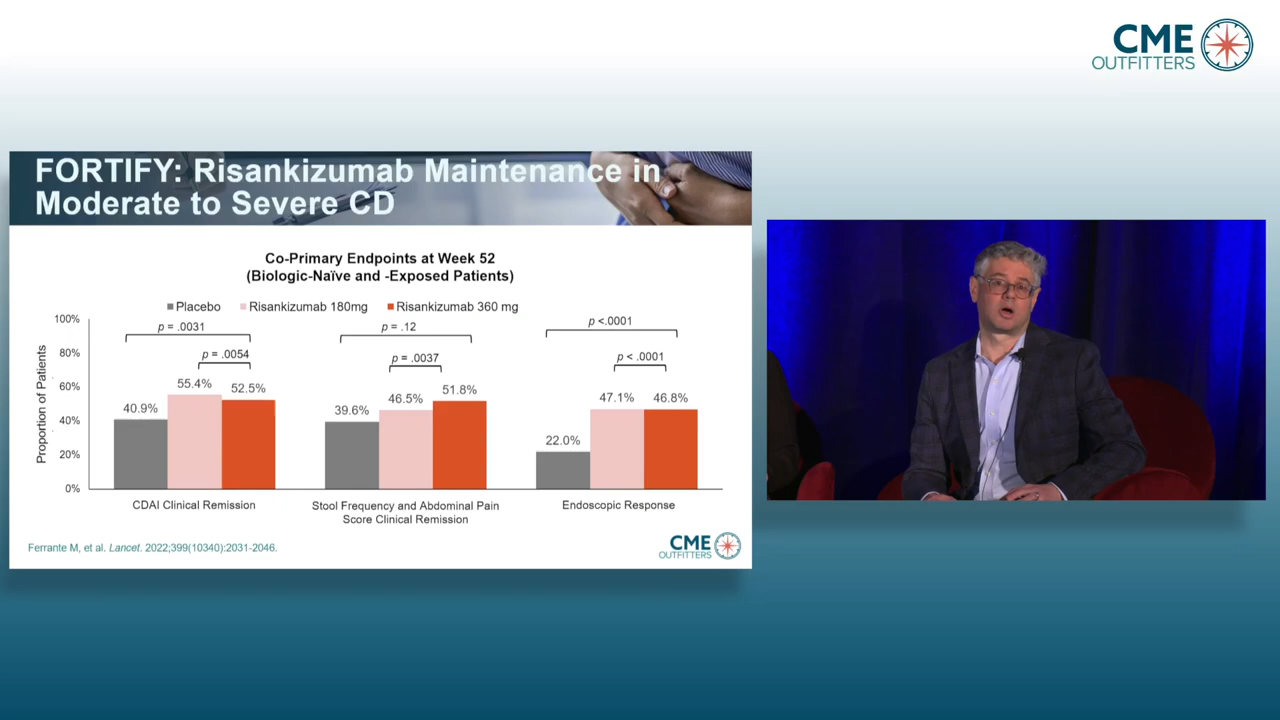 CME
OUTFITTERS
FORTIFY: Risankizumab Maintenance in
Moderate to Severe CD
Co-Primary Endpoints at Week 52
(Biologic-Naïve and -Exposed Patients)
Placebo Risankizumab 180mg Risankizumab 360 mg
Proportion of Patients
100%
80%
60%
40%
20%
0%
p = .0031
p = .0054
40.9%
55.4%
52.5%
CDAI Clinical Remission
p = .12
p = .0037
39.6%
46.5%
51.8%
Stool Frequency and Abdominal Pain
Score Clinical Remission
p <.0001
p < .0001
22.0%
47.1%
46.8%
Endoscopic Response
Ferrante M, et al. Lancet. 2022;399(10340):2031-2046.
CME
OUTFITTERS